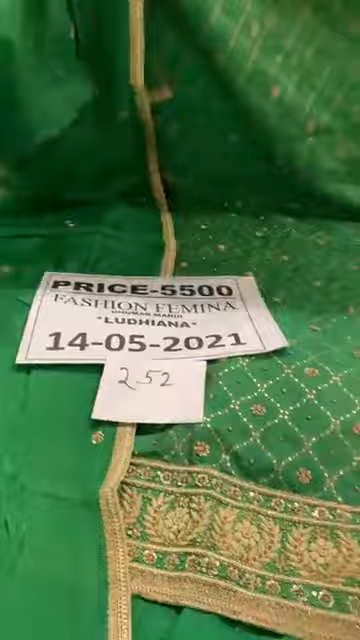 PRICE-5500
FASHION FEMINA
GHUMAR MANDI
"LUDHIANA"
14-05-2021
252